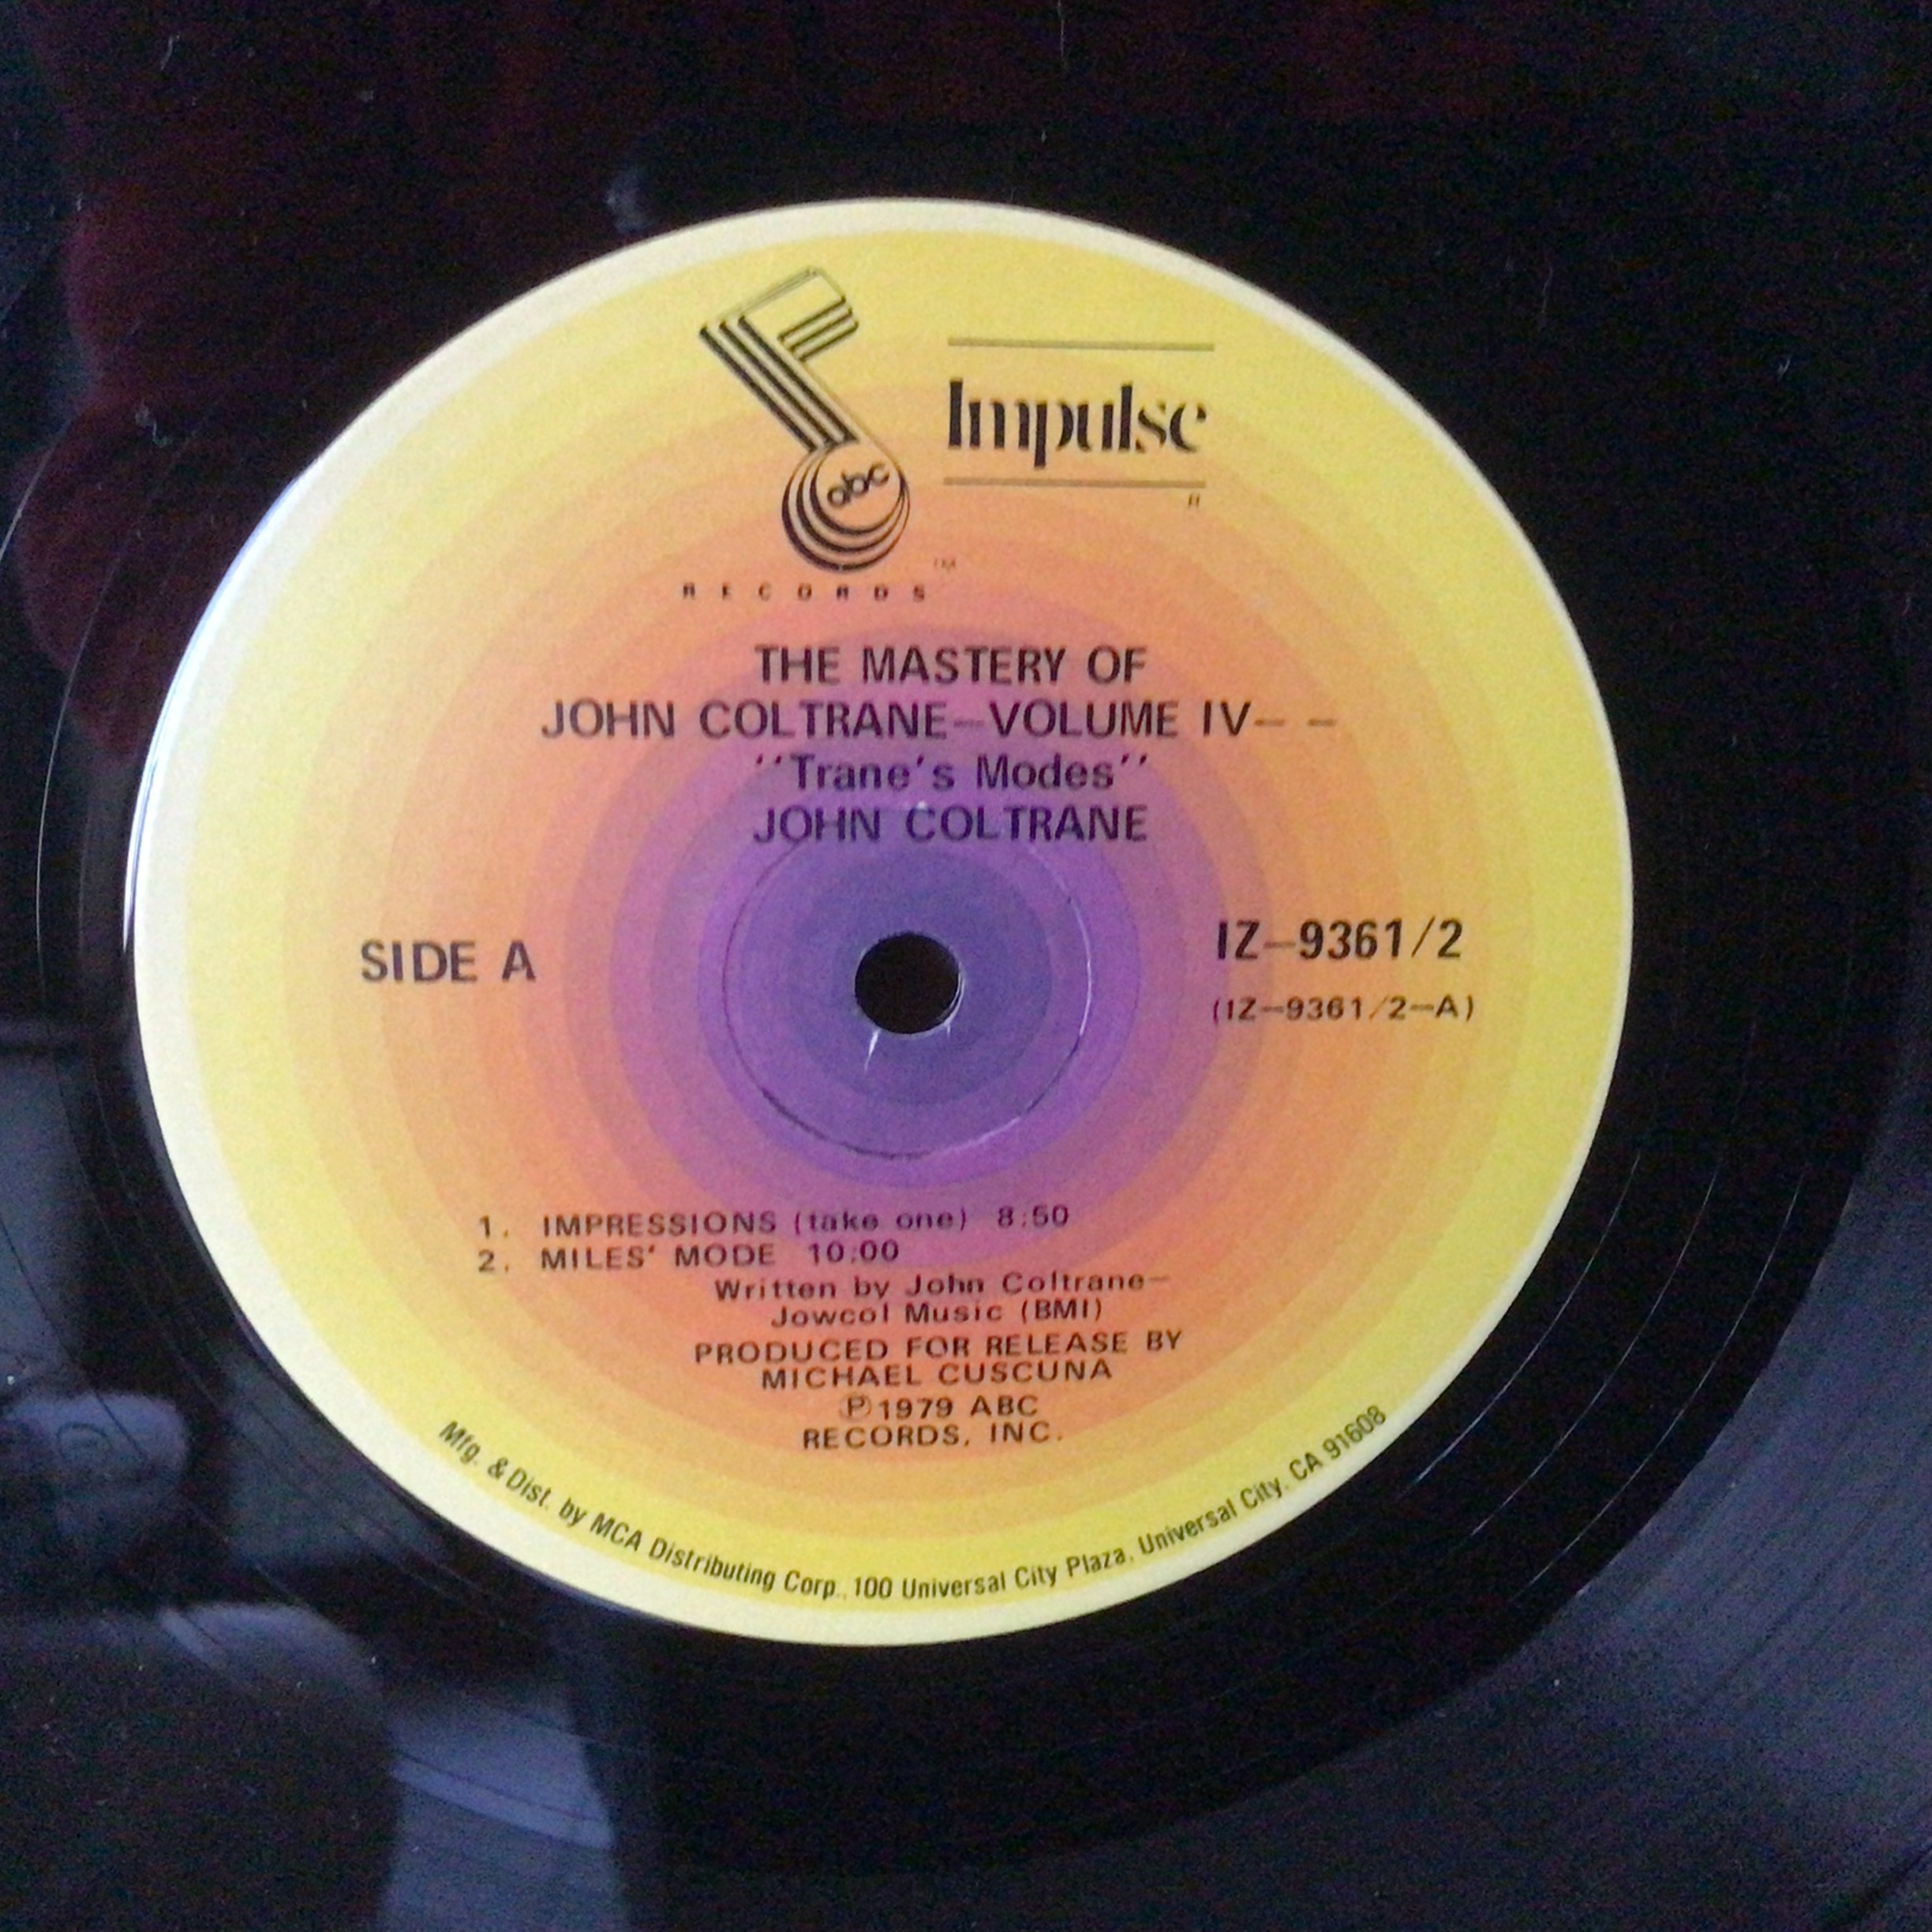 abc
Impulse
RECORDS™
THE MASTERY OF
JOHN COLTRANE—VOLUME IV— —
"Trane's Modes"
JOHN COLTRANE
SIDE A
IZ—9361/2
(IZ—9361/2—A)
1. IMPRESSIONS (take one) 8:50
2. MILES' MODE 10:00
Written by John Coltrane—
Jowcol Music (BMI)
PRODUCED FOR RELEASE BY
MICHAEL CUSCUNA
Ⓟ1979 ABC
RECORDS, INC.
Mfg. & Dist. by MCA Distributing Corp., 100 Universal City Plaza, Universal City, CA 91608